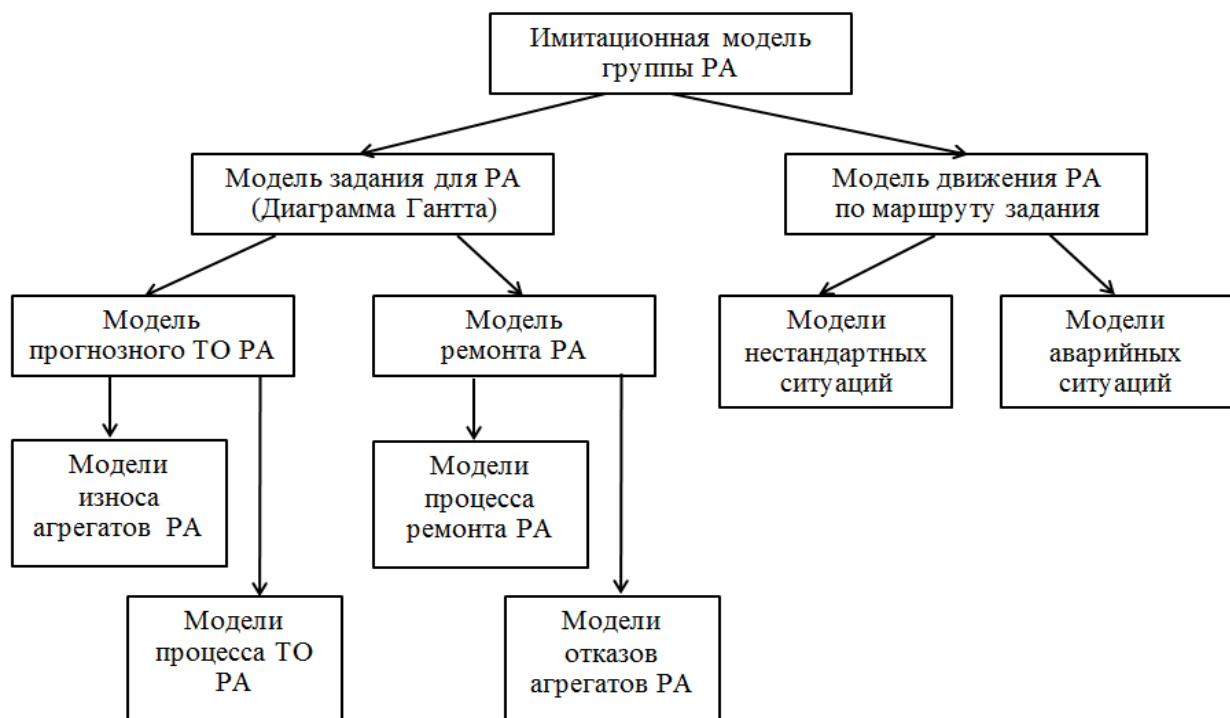 Имитационная модель
группы РА
Модель задания для РА
(Диаграмма Гантта)
Модель движения РА
по маршруту задания
Модель
прогнозного ТО РА
Модель
ремонта РА
Модели
нестандартных
ситуаций
Модели
аварийных
ситуаций
Модели
износа
агрегатов РА
Модели
процесса
ремонта РА
Модели
процесса ТО
РА
Модели
отказов
агрегатов РА